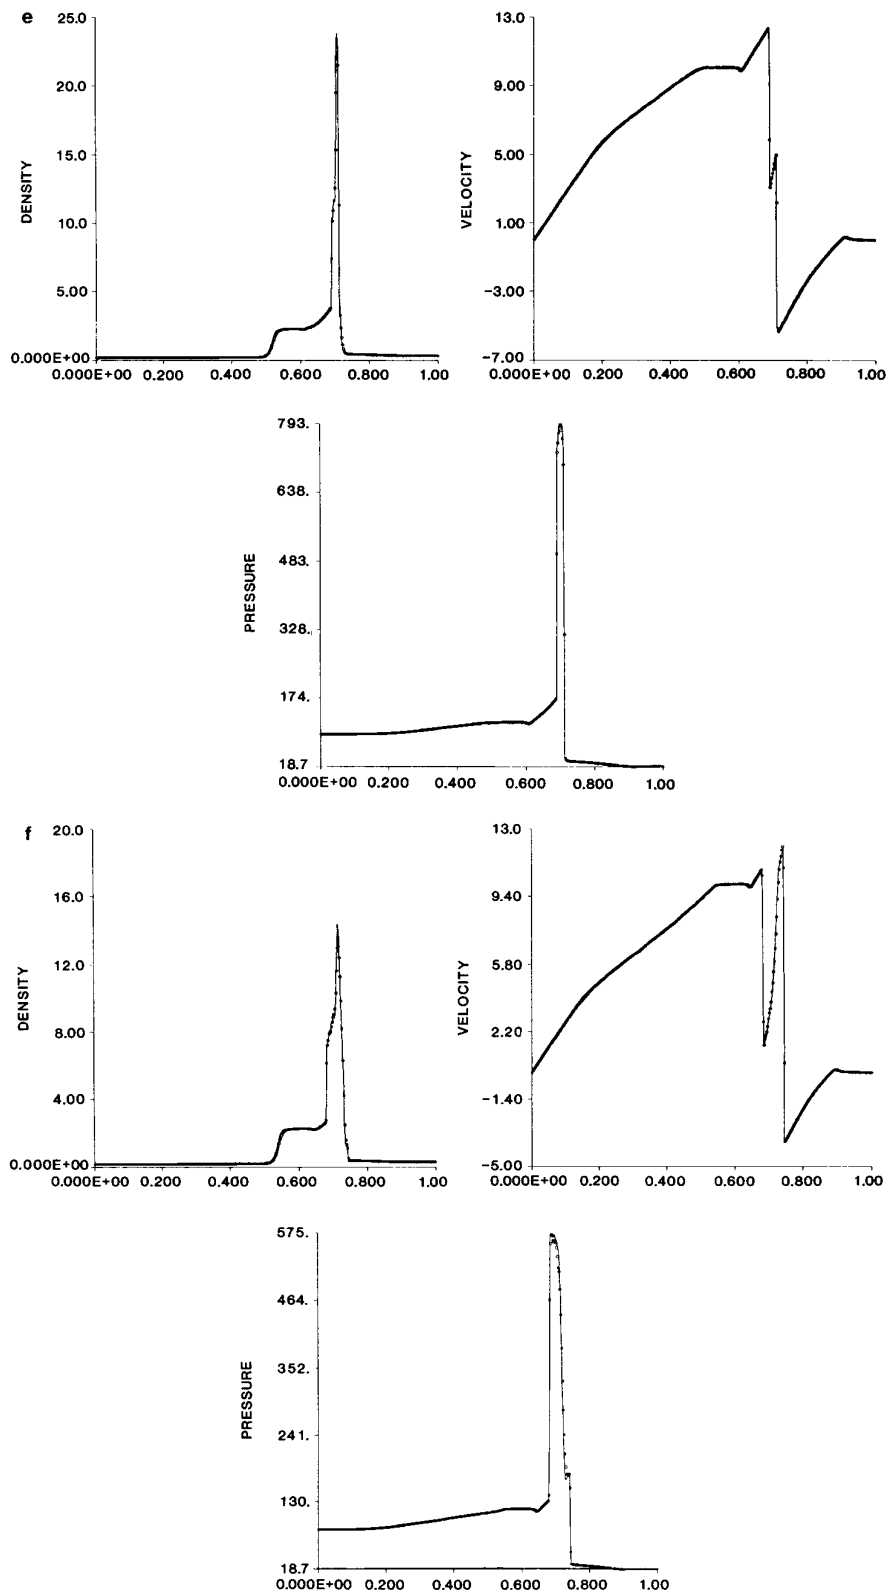 e
DENSITY
25.0
20.0
15.0
10.0
5.00
0.000E+00
0.000E+00 0.200 0.400 0.600 0.800 1.00
VELOCITY
13.0
9.00
5.00
1.00
-3.00
-7.00
0.000E+00 0.200 0.400 0.600 0.800 1.00
PRESSURE
793.
638.
483.
328.
174.
18.7
0.000E+00 0.200 0.400 0.600 0.800 1.00
f
DENSITY
20.0
16.0
12.0
8.00
4.00
0.000E+00
0.000E+00 0.200 0.400 0.600 0.800 1.00
VELOCITY
13.0
9.40
5.80
2.20
-1.40
-5.00
0.000E+00 0.200 0.400 0.600 0.800 1.00
PRESSURE
575.
464.
352.
241.
130.
18.7
0.000E+00 0.200 0.400 0.600 0.800 1.00